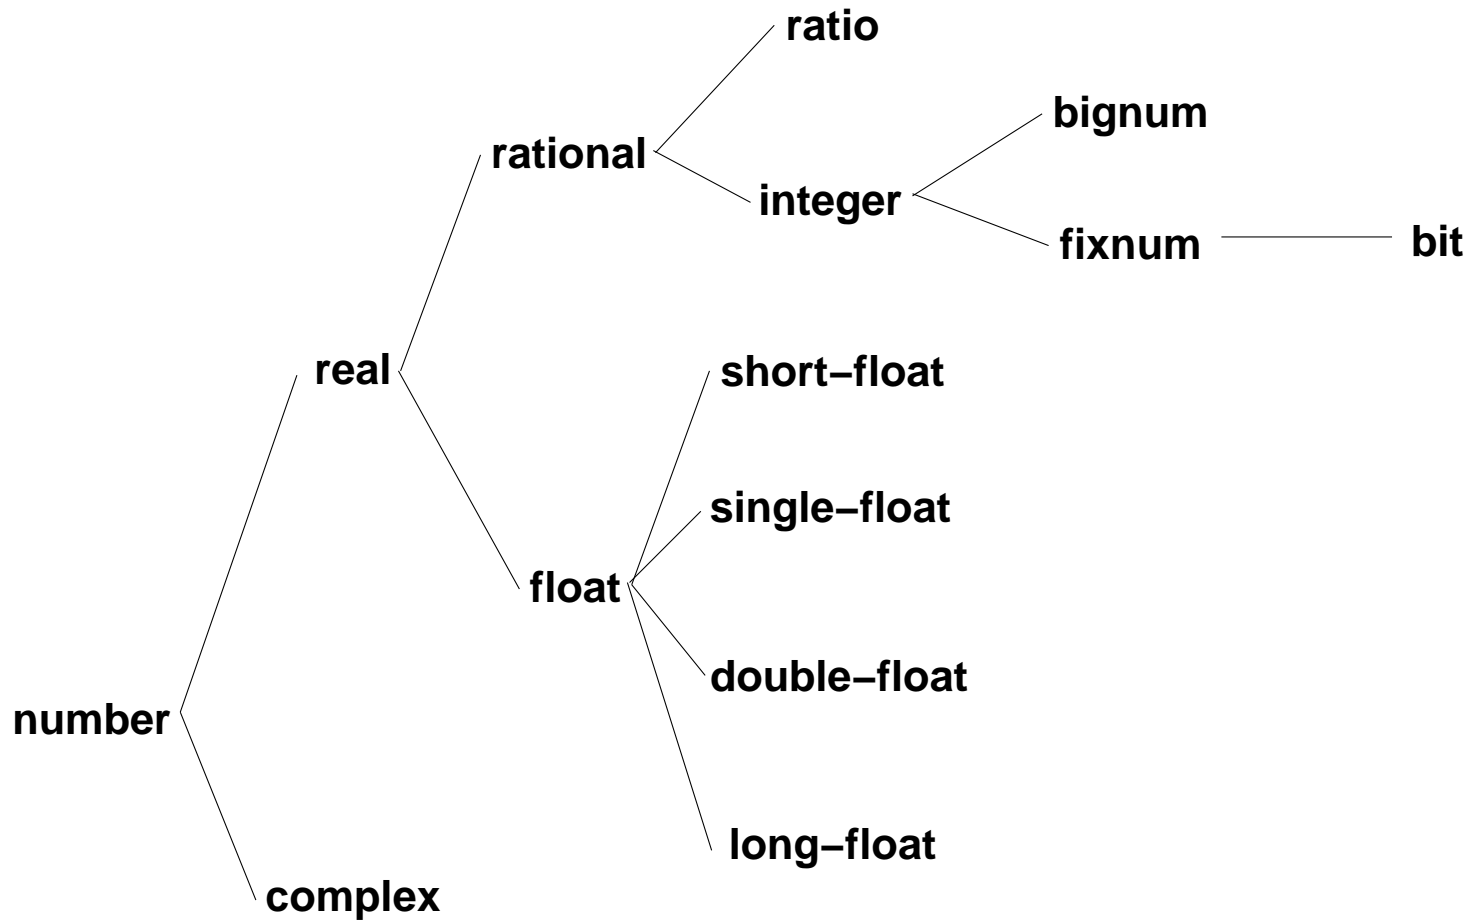 ratio
bignum
rational
integer
fixnum
bit
real
short–float
single–float
float
double–float
number
long–float
complex